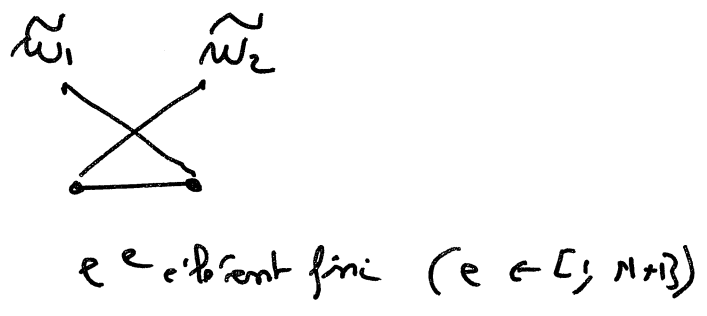 w̃₁ w̃₂
e^e élément fini (e ∈ [1, N+1])